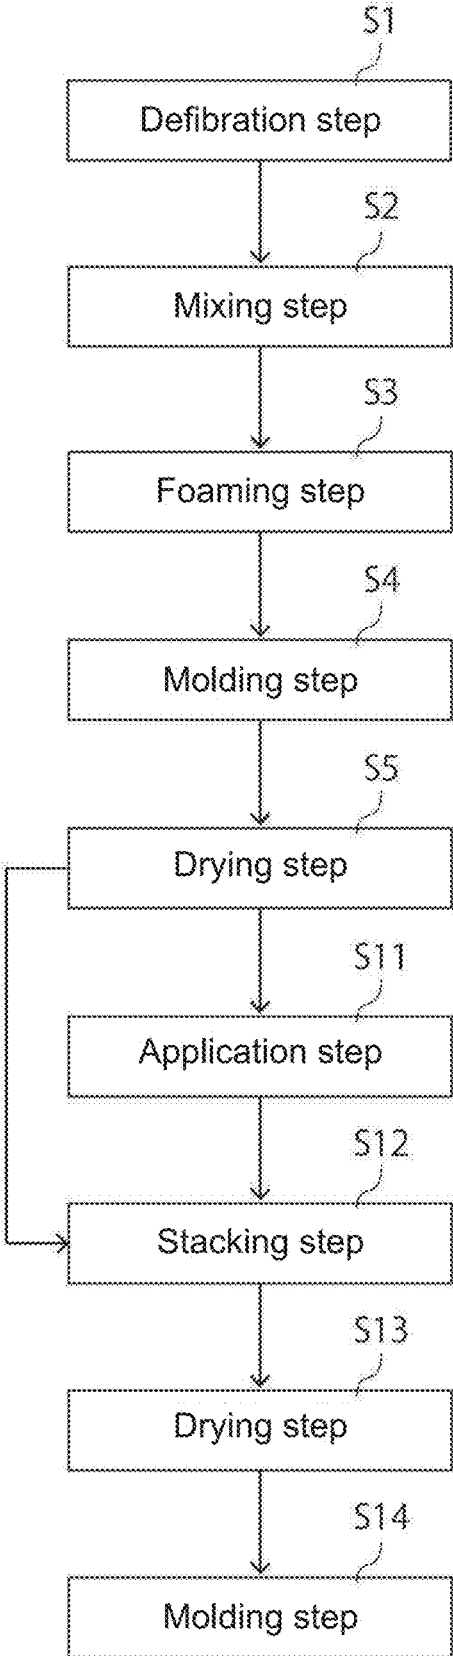 S1
Defibration step
S2
Mixing step
S3
Foaming step
S4
Molding step
S5
Drying step
S11
Application step
S12
Stacking step
S13
Drying step
S14
Molding step